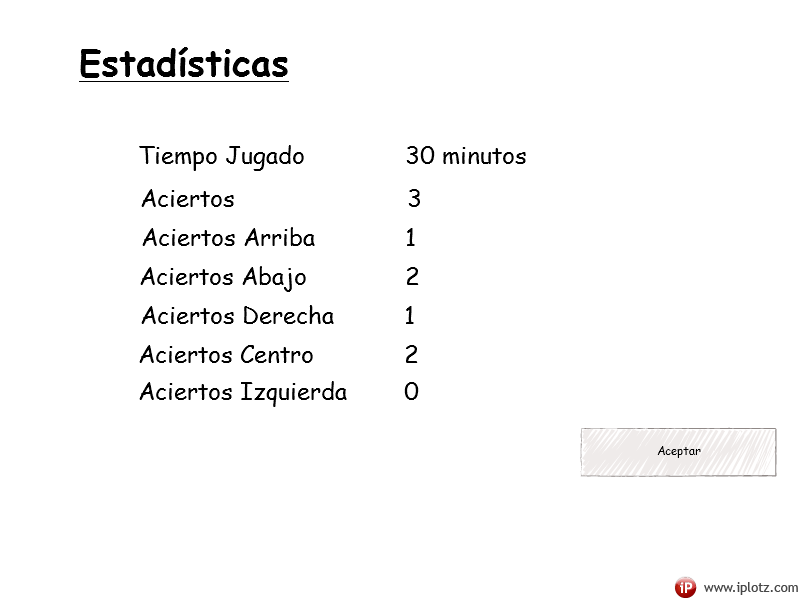 Estadísticas
Tiempo Jugado 30 minutos
Aciertos 3
Aciertos Arriba 1
Aciertos Abajo 2
Aciertos Derecha 1
Aciertos Centro 2
Aciertos Izquierda 0
Aceptar
iP www.iplotz.com